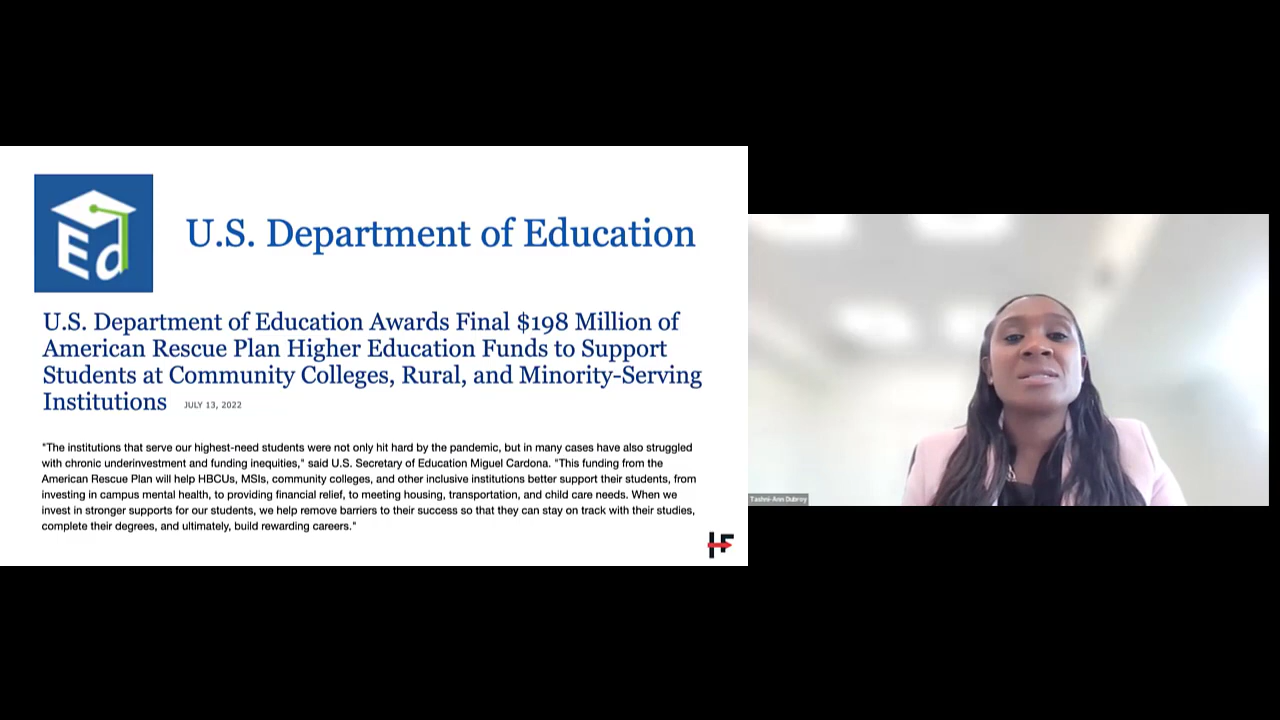 Ed
U.S. Department of Education
U.S. Department of Education Awards Final $198 Million of
American Rescue Plan Higher Education Funds to Support
Students at Community Colleges, Rural, and Minority-Serving
Institutions JULY 13, 2022
"The institutions that serve our highest-need students were not only hit hard by the pandemic, but in many cases have also struggled
with chronic underinvestment and funding inequities," said U.S. Secretary of Education Miguel Cardona. "This funding from the
American Rescue Plan will help HBCUs, MSIs, community colleges, and other inclusive institutions better support their students, from
investing in campus mental health, to providing financial relief, to meeting housing, transportation, and child care needs. When we
invest in stronger supports for our students, we help remove barriers to their success so that they can stay on track with their studies,
complete their degrees, and ultimately, build rewarding careers."
HF
Tashni-Ann Dubroy